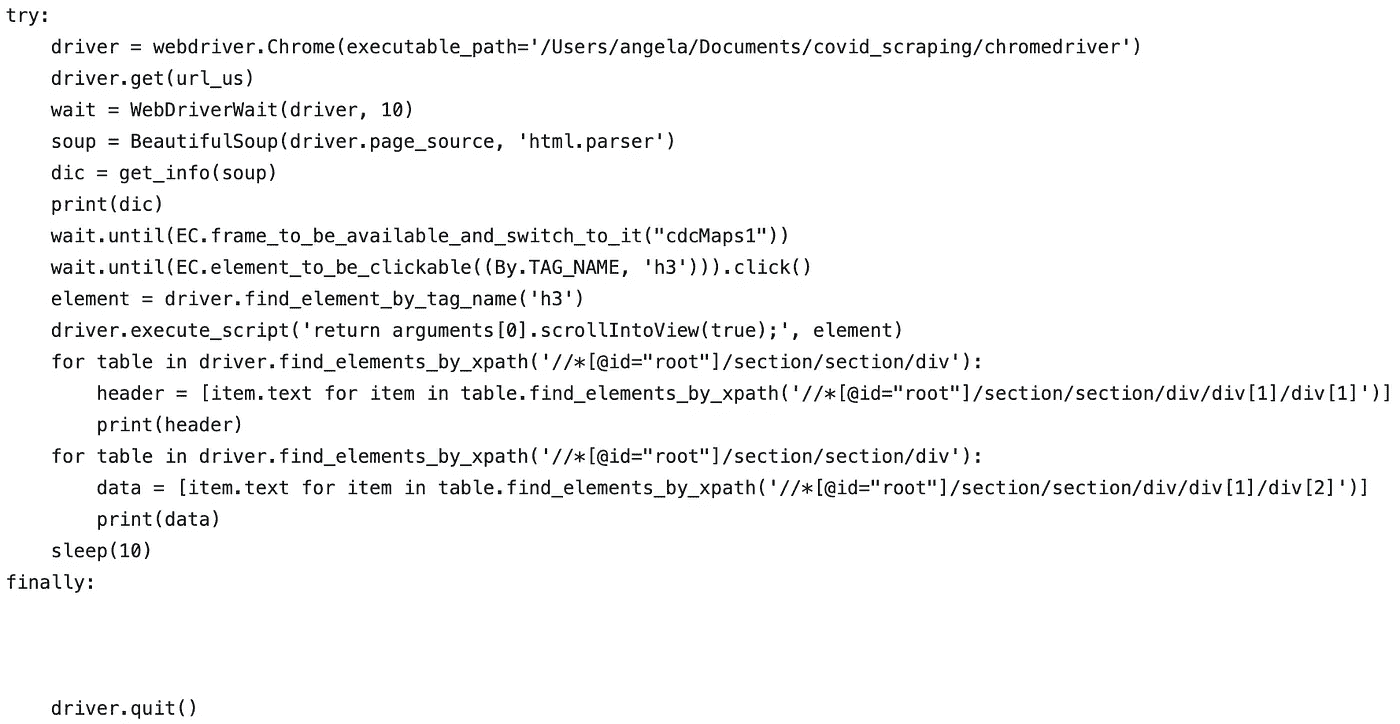 try:
    driver = webdriver.Chrome(executable_path='/Users/angela/Documents/covid_scraping/chromedriver')
    driver.get(url_us)
    wait = WebDriverWait(driver, 10)
    soup = BeautifulSoup(driver.page_source, 'html.parser')
    dic = get_info(soup)
    print(dic)
    wait.until(EC.frame_to_be_available_and_switch_to_it("cdcMaps1"))
    wait.until(EC.element_to_be_clickable((By.TAG_NAME, 'h3'))).click()
    element = driver.find_element_by_tag_name('h3')
    driver.execute_script('return arguments[0].scrollIntoView(true);', element)
    for table in driver.find_elements_by_xpath('//*[@id="root"]/section/section/div'):
        header = [item.text for item in table.find_elements_by_xpath('//*[@id="root"]/section/section/div/div[1]/div[1]')]
        print(header)
    for table in driver.find_elements_by_xpath('//*[@id="root"]/section/section/div'):
        data = [item.text for item in table.find_elements_by_xpath('//*[@id="root"]/section/section/div/div[1]/div[2]')]
        print(data)
    sleep(10)
finally:
    driver.quit()